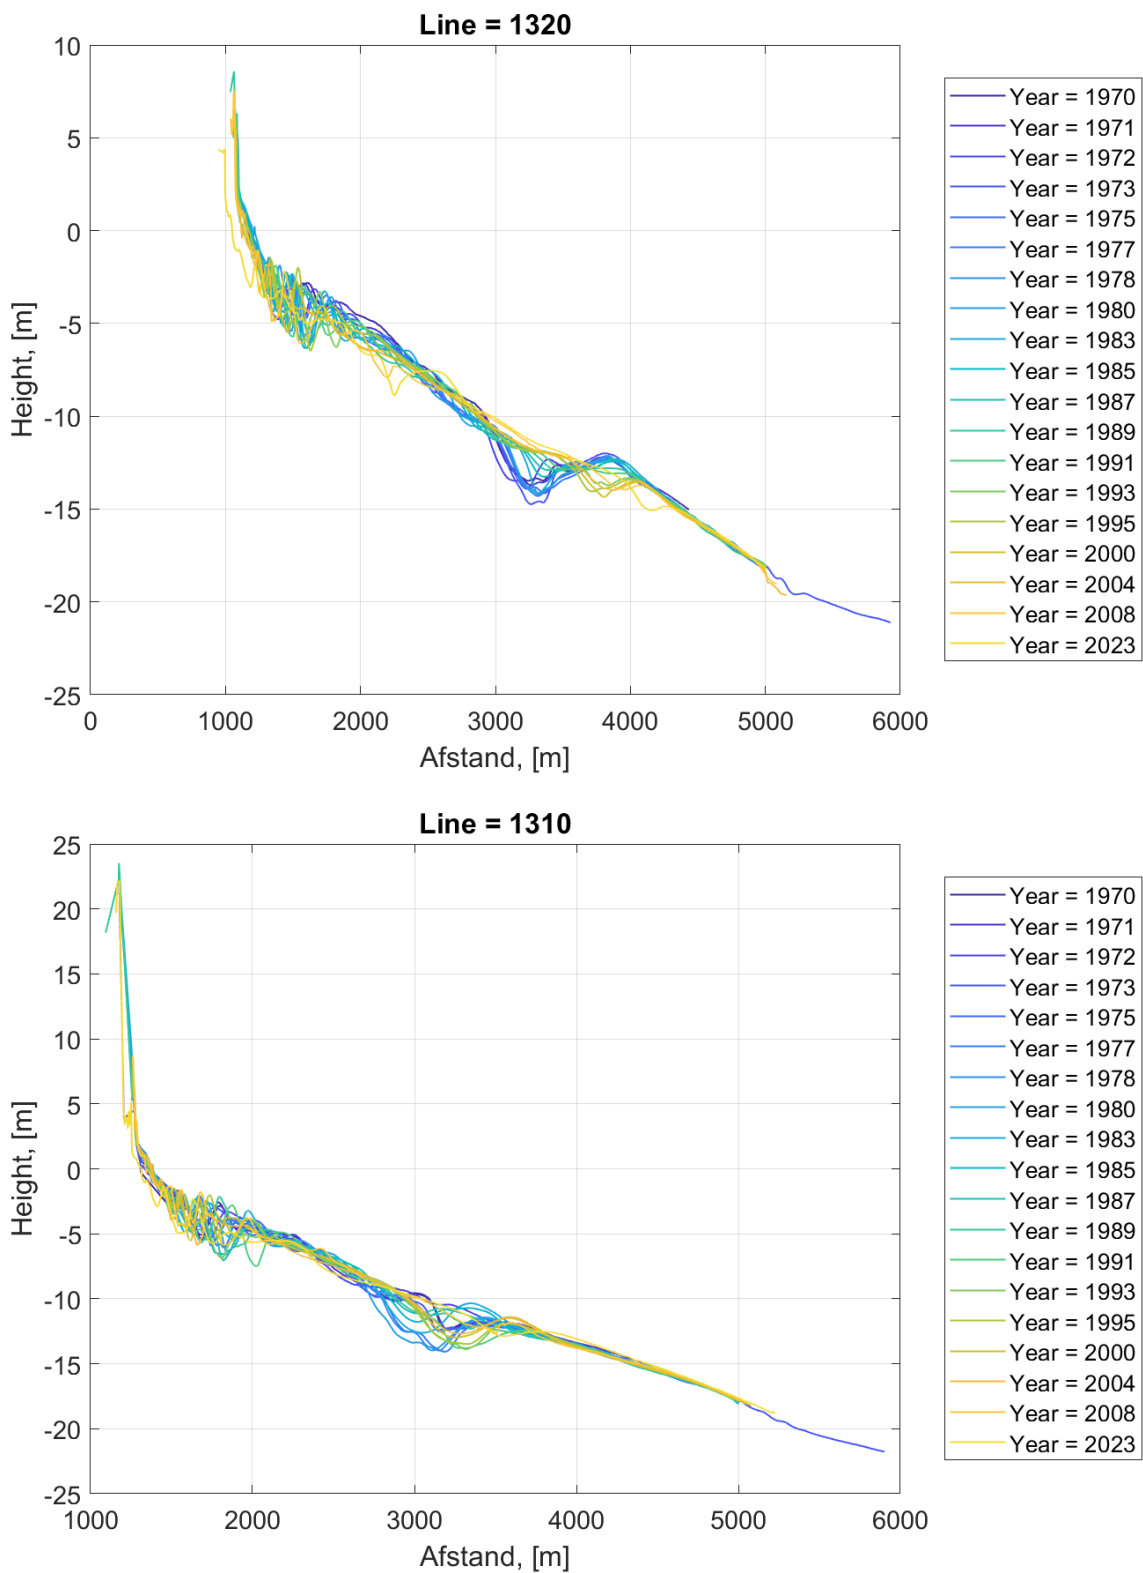 Line = 1320
10
5
0
-5
-10
-15
-20
-25
0 1000 2000 3000 4000 5000 6000
Height, [m]
Afstand, [m]
Year = 1970
Year = 1971
Year = 1972
Year = 1973
Year = 1975
Year = 1977
Year = 1978
Year = 1980
Year = 1983
Year = 1985
Year = 1987
Year = 1989
Year = 1991
Year = 1993
Year = 1995
Year = 2000
Year = 2004
Year = 2008
Year = 2023
Line = 1310
25
20
15
10
5
0
-5
-10
-15
-20
-25
1000 2000 3000 4000 5000 6000
Height, [m]
Afstand, [m]
Year = 1970
Year = 1971
Year = 1972
Year = 1973
Year = 1975
Year = 1977
Year = 1978
Year = 1980
Year = 1983
Year = 1985
Year = 1987
Year = 1989
Year = 1991
Year = 1993
Year = 1995
Year = 2000
Year = 2004
Year = 2008
Year = 2023